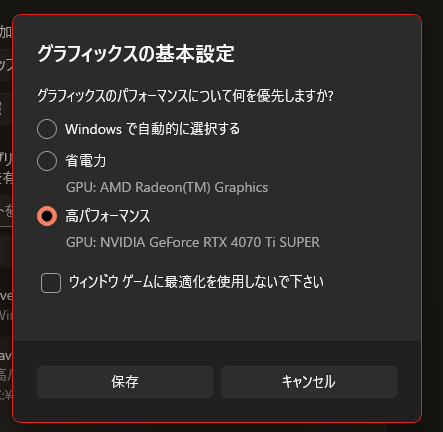 加
グラフィックスの基本設定
グラフィックスのパフォーマンスについて何を優先しますか?
Windows で自動的に選択する
省電力
GPU: AMD Radeon(TM) Graphics
高パフォーマンス
GPU: NVIDIA GeForce RTX 4070 Ti SUPER
ウィンドウ ゲームに最適化を使用しないで下さい
保存
キャンセル